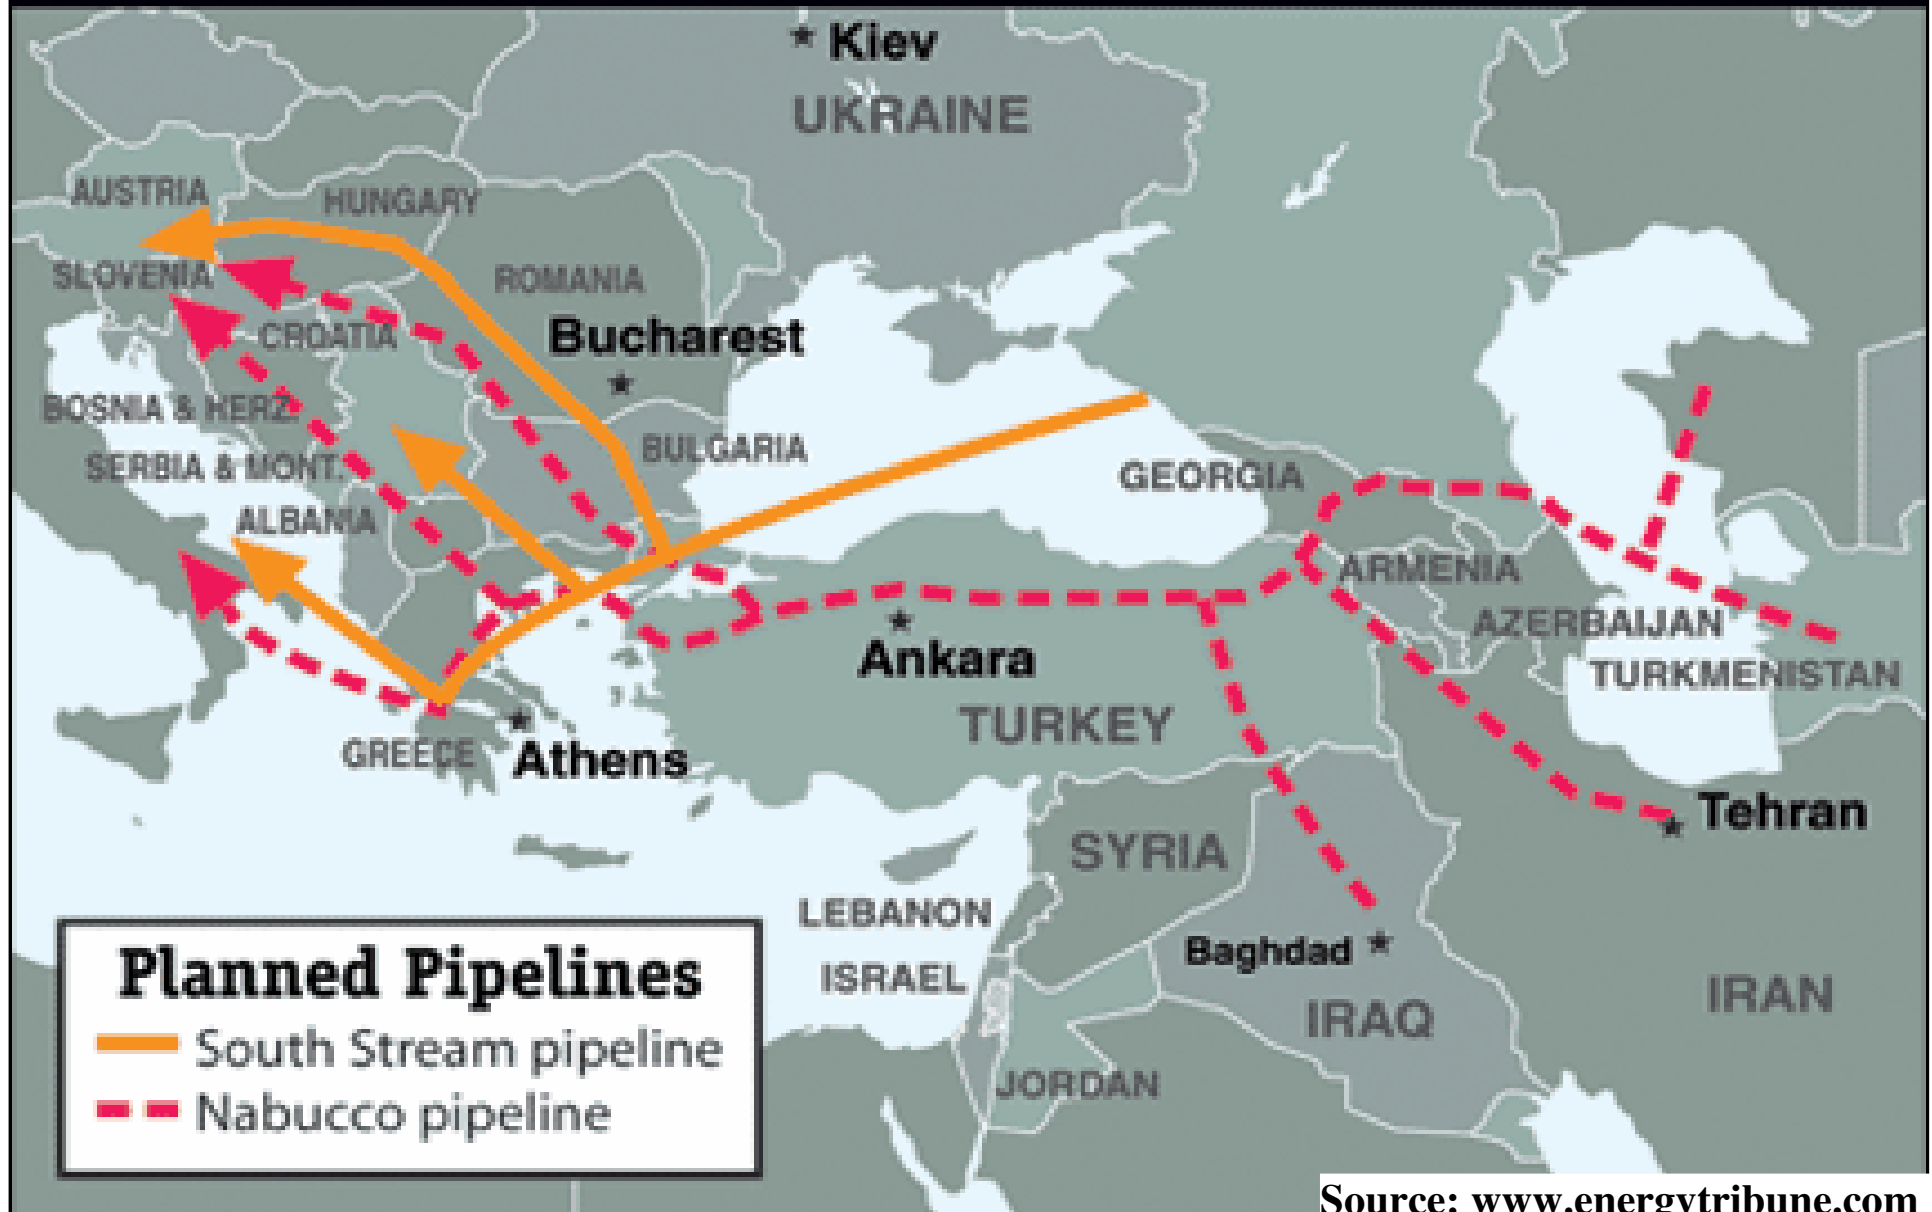 Kiev
UKRAINE
AUSTRIA
HUNGARY
SLOVENIA
ROMANIA
CROATIA
Bucharest
BOSNIA & HERZ.
BULGARIA
SERBIA & MONT.
GEORGIA
ALBANIA
ARMENIA
AZERBAIJAN
Ankara
TURKMENISTAN
TURKEY
GREECE
Athens
Tehran
SYRIA
LEBANON
Baghdad
ISRAEL
IRAN
IRAQ
JORDAN
Planned Pipelines
South Stream pipeline
Nabucco pipeline
Source: www.energytribune.com